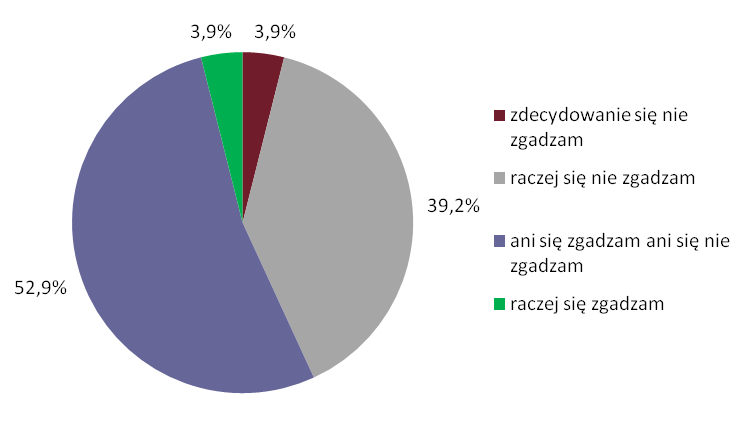 3,9%
3,9%
39,2%
52,9%
zdecydowanie się nie
zgadzam
raczej się nie zgadzam
ani się zgadzam ani się nie
zgadzam
raczej się zgadzam